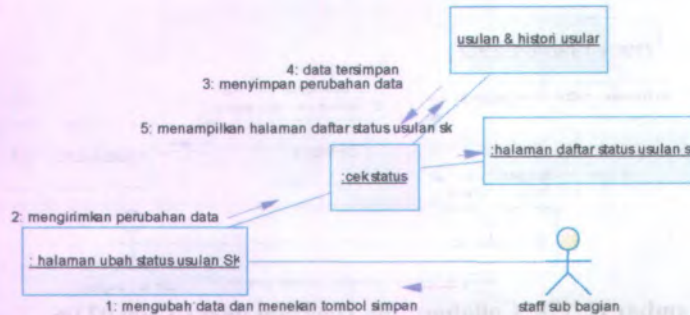 usulan & histori usular
4: data tersimpan
3: menyimpan perubahan data
5: menampilkan halaman daftar status usulan sk
:halaman daftar status usulan s
:cek status
2: mengirimkan perubahan data
: halaman ubah status usulan SK
1: mengubah data dan menekan tombol simpan
staff sub bagian